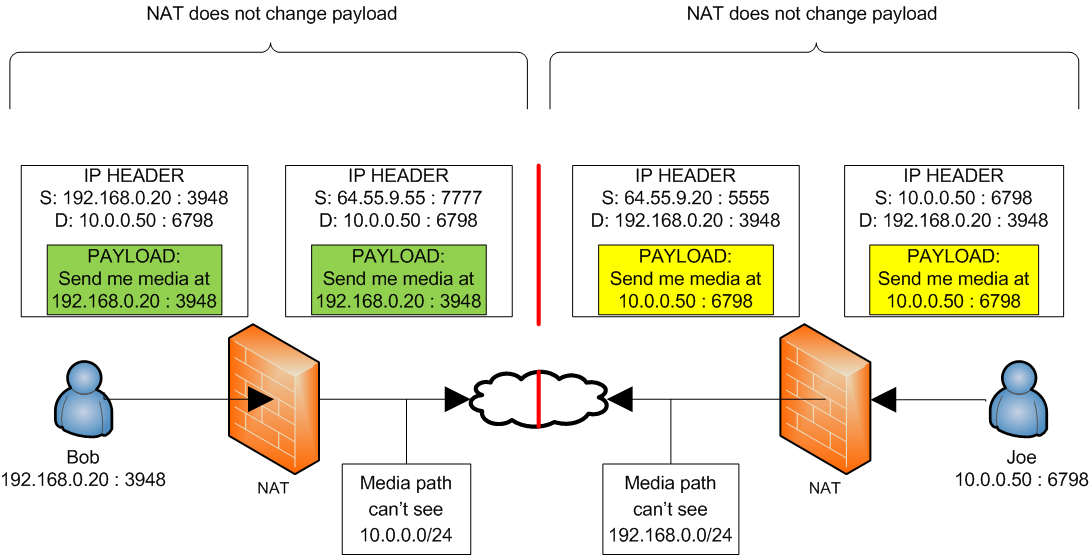 NAT does not change payload
NAT does not change payload
IP HEADER
S: 192.168.0.20 : 3948
D: 10.0.0.50 : 6798
PAYLOAD:
Send me media at
192.168.0.20 : 3948
IP HEADER
S: 64.55.9.55 : 7777
D: 10.0.0.50 : 6798
PAYLOAD:
Send me media at
192.168.0.20 : 3948
IP HEADER
S: 64.55.9.20 : 5555
D: 192.168.0.20 : 3948
PAYLOAD:
Send me media at
10.0.0.50 : 6798
IP HEADER
S: 10.0.0.50 : 6798
D: 192.168.0.20 : 3948
PAYLOAD:
Send me media at
10.0.0.50 : 6798
Bob
192.168.0.20 : 3948
NAT
Media path
can't see
10.0.0.0/24
Media path
can't see
192.168.0.0/24
NAT
Joe
10.0.0.50 : 6798